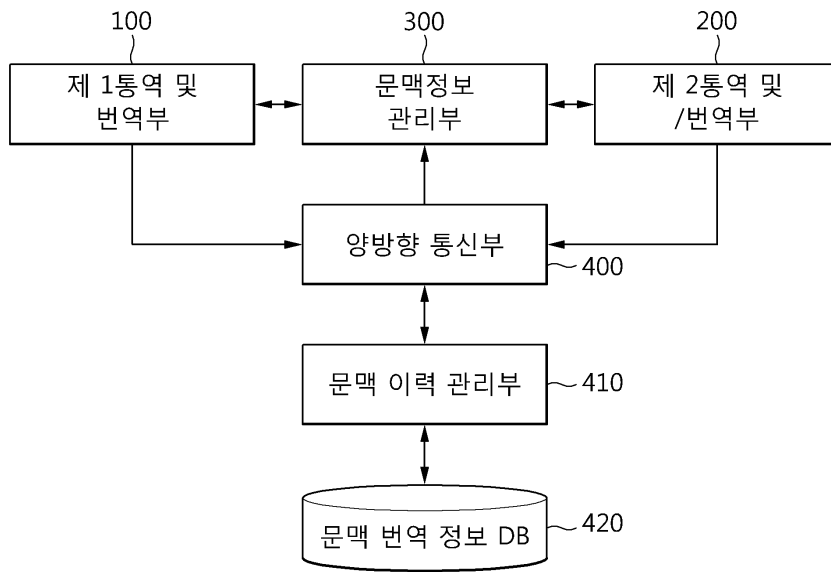 100
300
200
제 1통역 및
번역부
문맥정보
관리부
제 2통역 및
/번역부
양방향 통신부
400
문맥 이력 관리부
410
문맥 번역 정보 DB
420